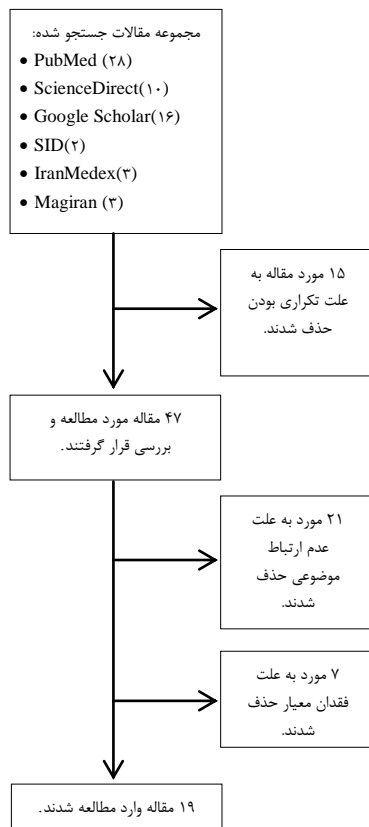 مجموعه مقالات جستجو شده:
• PubMed (۲۸)
• ScienceDirect(۱۰)
• Google Scholar(۱۶)
• SID(۲)
• IranMedex(۳)
• Magiran (۳)
۱۵ مورد مقاله به
علت تکراری بودن
حذف شدند.
۴۷ مقاله مورد مطالعه و
بررسی قرار گرفتند.
۲۱ مورد به علت
عدم ارتباط
موضوعی حذف
شدند.
۷ مورد به علت
فقدان معیار حذف
شدند.
۱۹ مقاله وارد مطالعه شدند.